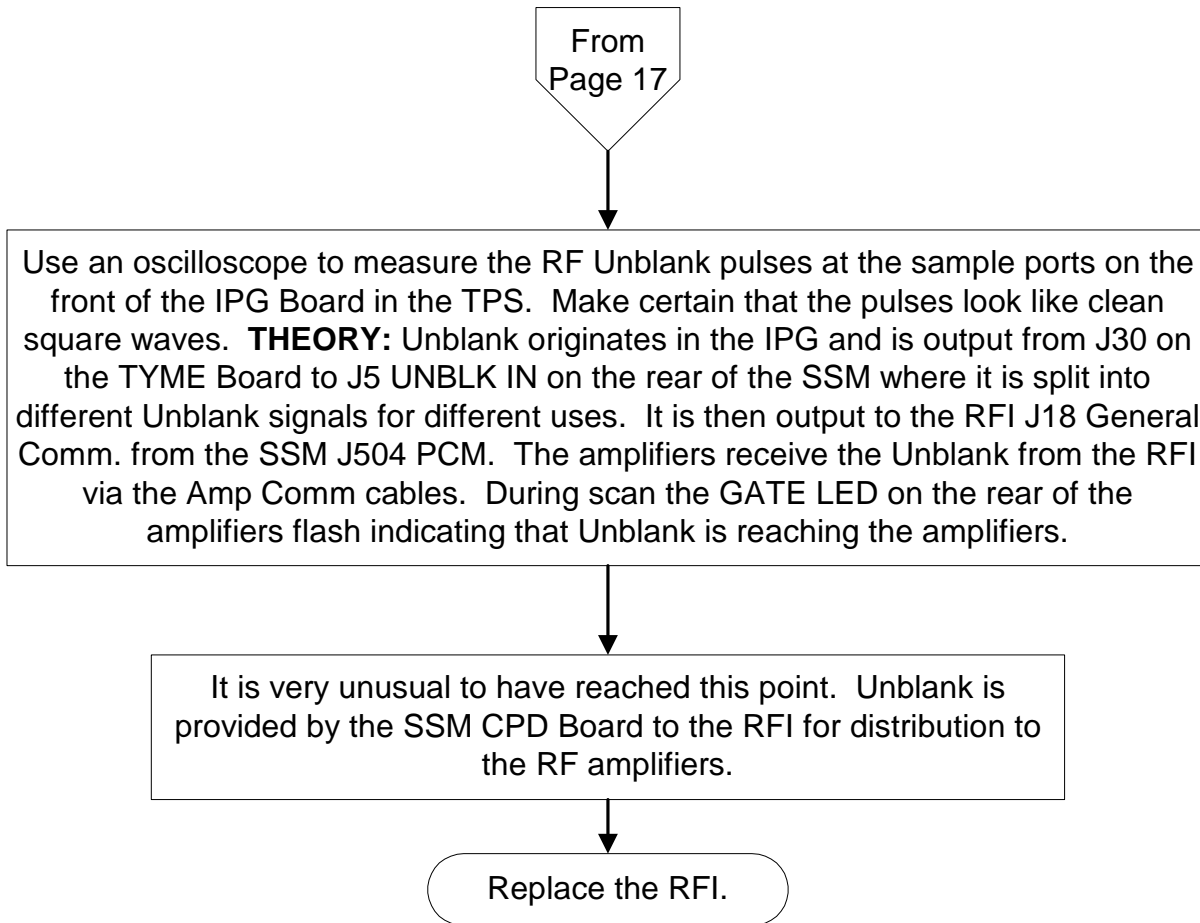 From
Page 17
Use an oscilloscope to measure the RF Unblank pulses at the sample ports on the
front of the IPG Board in the TPS.  Make certain that the pulses look like clean
square waves.  THEORY: Unblank originates in the IPG and is output from J30 on
the TYME Board to J5 UNBLK IN on the rear of the SSM where it is split into
different Unblank signals for different uses.  It is then output to the RFI J18 General
Comm. from the SSM J504 PCM.  The amplifiers receive the Unblank from the RFI
via the Amp Comm cables.  During scan the GATE LED on the rear of the
amplifiers flash indicating that Unblank is reaching the amplifiers.
It is very unusual to have reached this point.  Unblank is
provided by the SSM CPD Board to the RFI for distribution to
the RF amplifiers.
Replace the RFI.